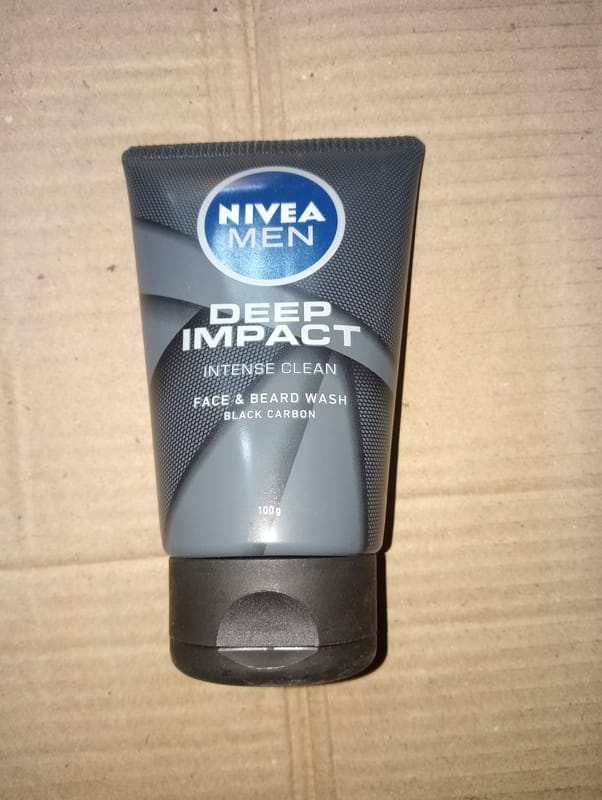 NIVEA
MEN
DEEP
IMPACT
INTENSE CLEAN
FACE & BEARD WASH
BLACK CARBON
100g